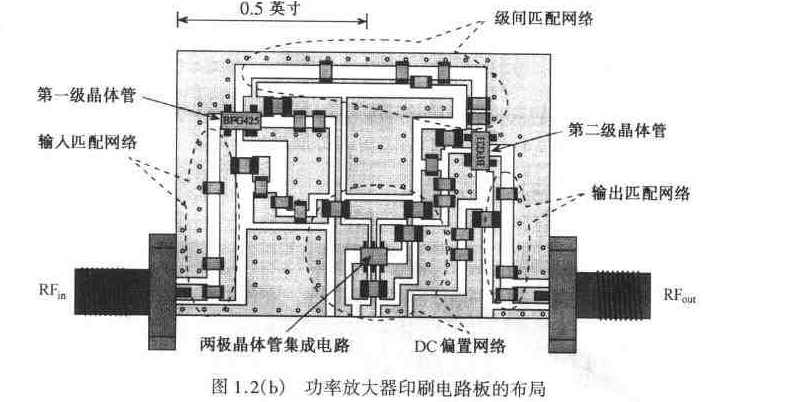 0.5 英寸
级间匹配网络
第一级晶体管
BFG425
第二级晶体管
BFG21
输入匹配网络
输出匹配网络
RFin
RFout
两极晶体管集成电路
DC 偏置网络
图 1.2(b) 功率放大器印刷电路板的布局